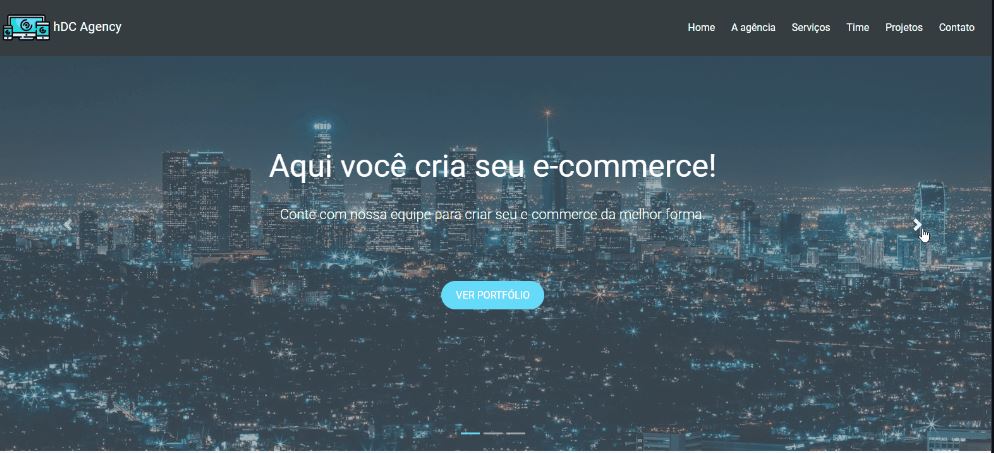 hDC Agency
Home A agência Serviços Time Projetos Contato
Aqui você cria seu e-commerce!
Conte com nossa equipe para criar seu e-commerce da melhor forma.
VER PORTFÓLIO